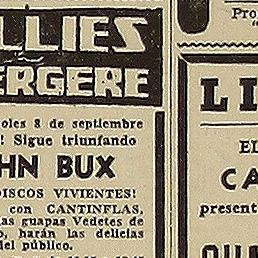 LLIES
ERGERE
oles 8 de septiembre
! Sigue triunfando
HN BUX
DISCOS VIVIENTES!
con CANTINFLAS,
las guapas Vedetes de
o, harán las delicias
del público.
Pro
L I
EL
CA
present